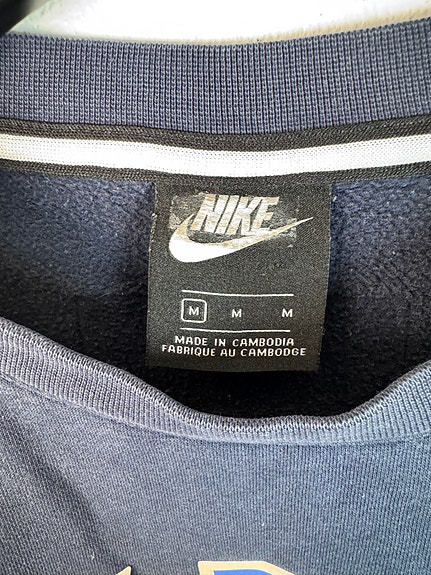 NIKE
M M M
MADE IN CAMBODIA
FABRIQUE AU CAMBODGE